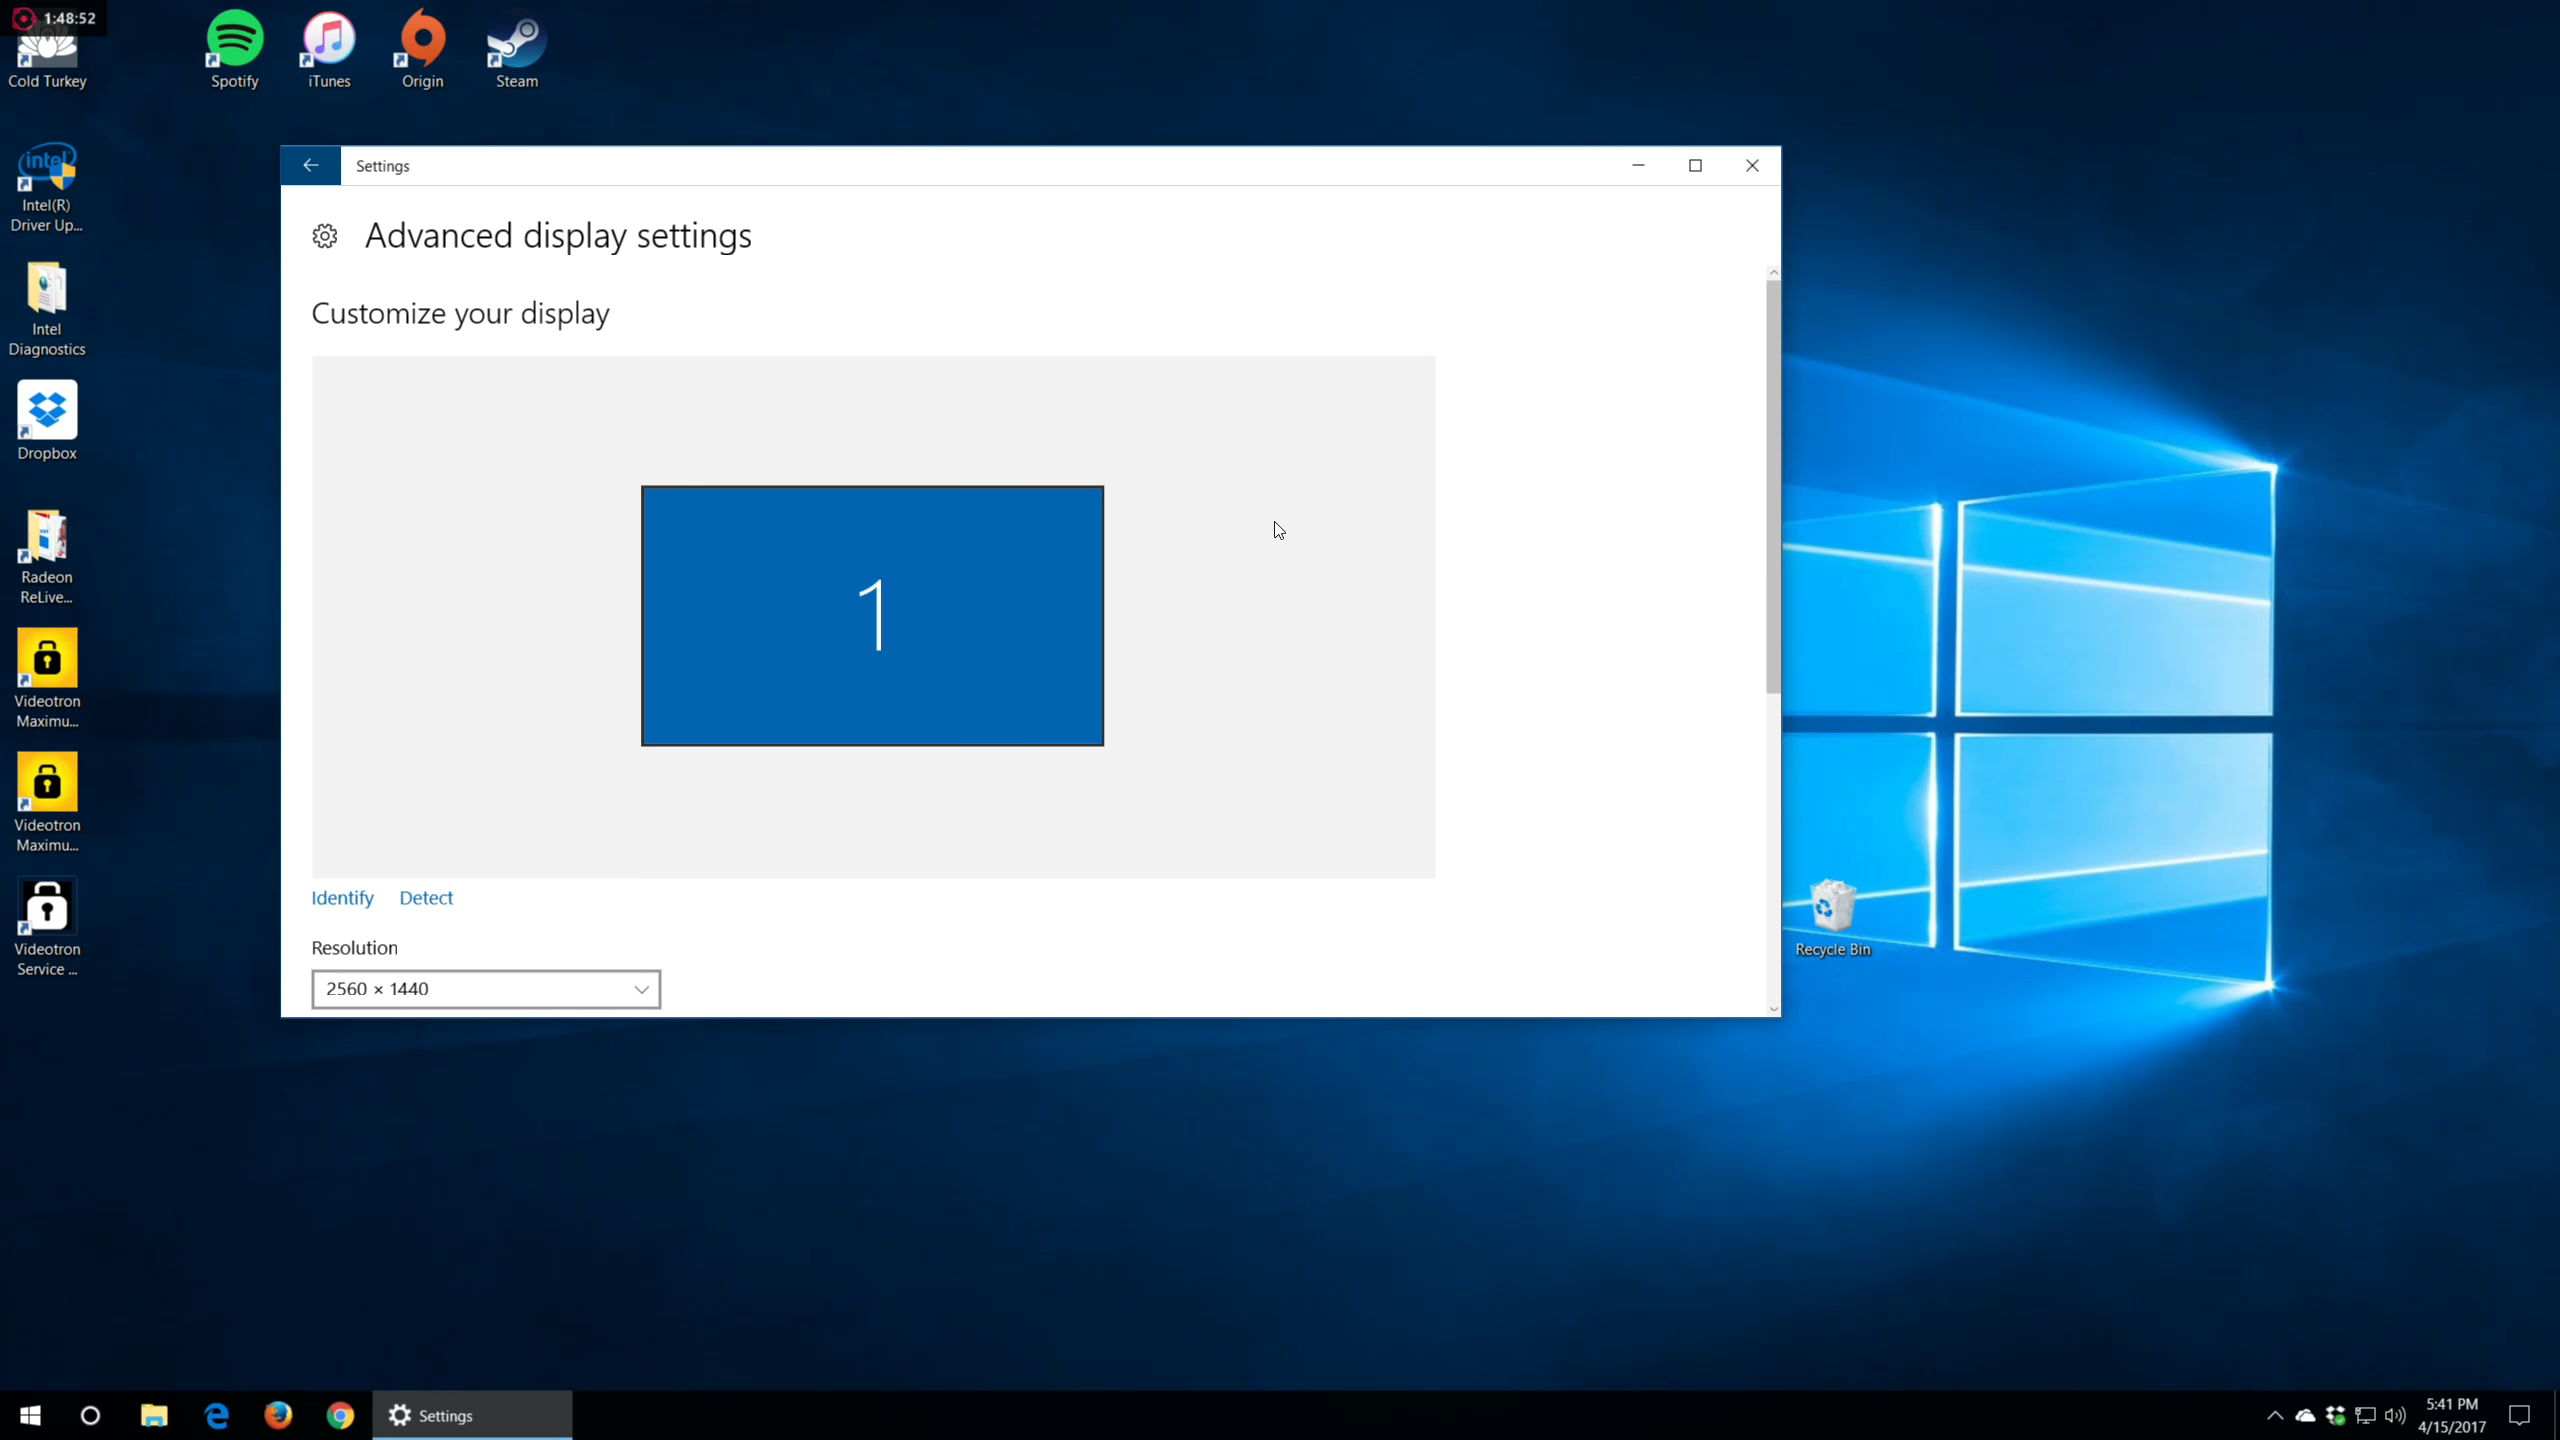 1:48:52
Cold Turkey
Spotify
iTunes
Origin
Steam
intel
Intel(R)
Driver Up...
Intel
Diagnostics
Dropbox
Radeon
ReLive...
Videotron
Maximu...
Videotron
Maximu...
Videotron
Service ...
Settings
Advanced display settings
Customize your display
1
Identify Detect
Resolution
2560 × 1440
Recycle Bin
Settings
5:41 PM
4/15/2017